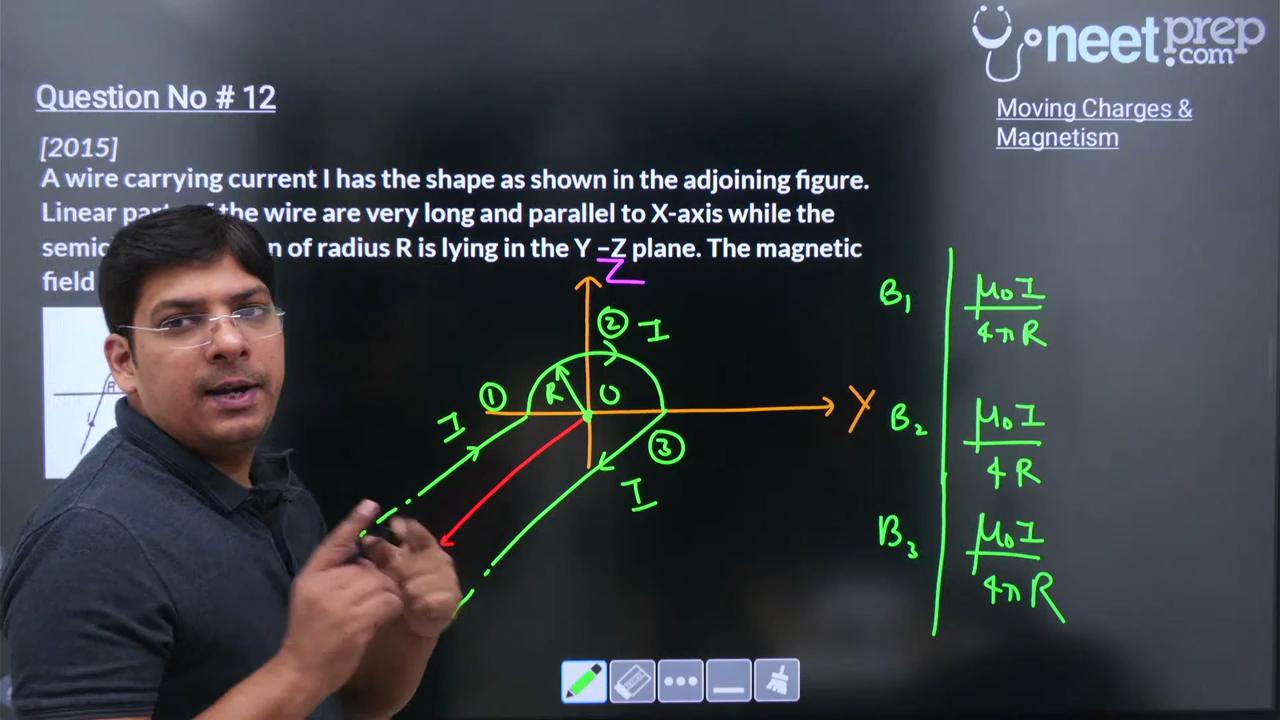 neetprep
.com
Question No # 12
Moving Charges &
Magnetism
[2015]
A wire carrying current I has the shape as shown in the adjoining figure.
Linear of the wire are very long and parallel to X-axis while the
of radius R is lying in the Y –Z plane. The magnetic
field
Z
② I
B₁ μ₀I / 4πR
① R O
I Y
B₂ μ₀I / 4R
③
I
B₃ μ₀I / 4πR